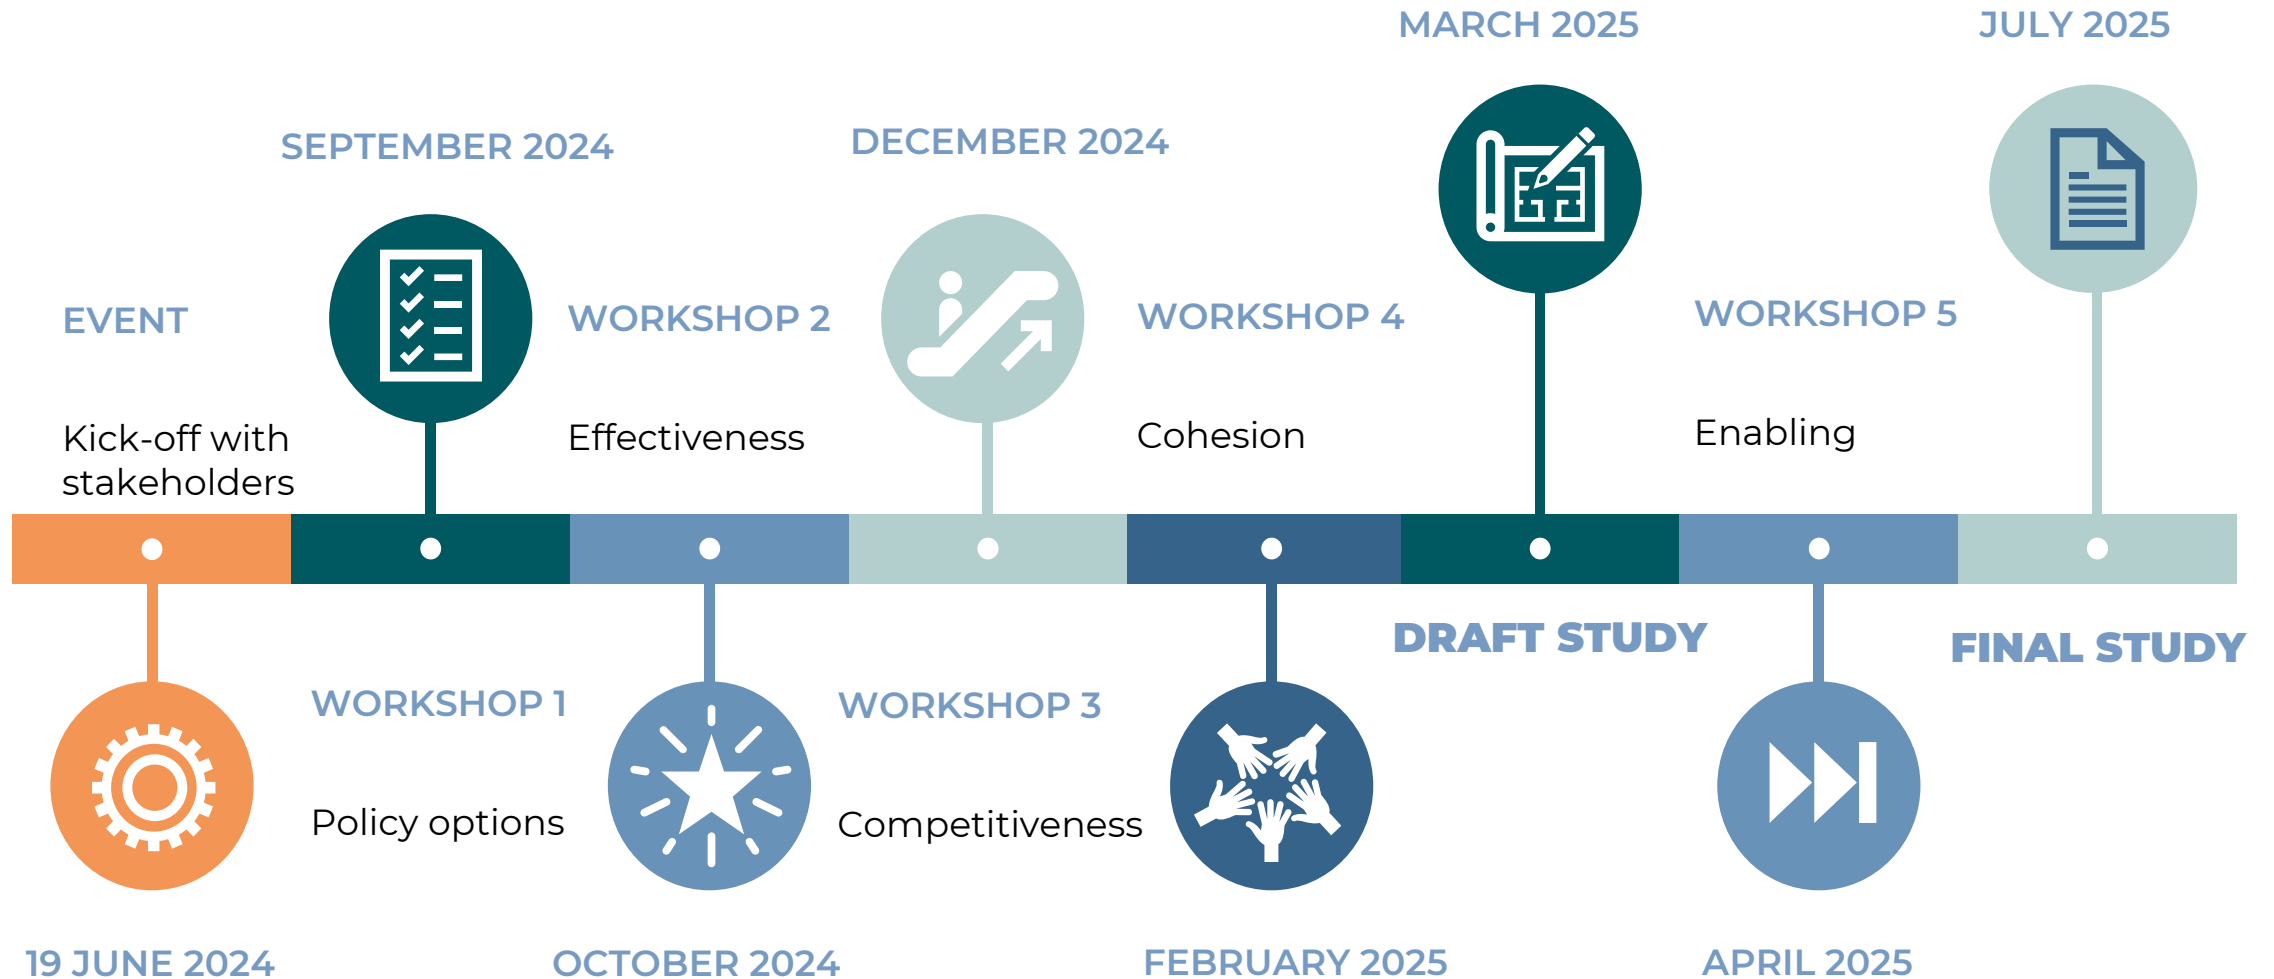 EVENT
Kick-off with
stakeholders
19 JUNE 2024
SEPTEMBER 2024
WORKSHOP 1
Policy options
WORKSHOP 2
Effectiveness
OCTOBER 2024
DECEMBER 2024
WORKSHOP 3
Competitiveness
WORKSHOP 4
Cohesion
FEBRUARY 2025
MARCH 2025
DRAFT STUDY
WORKSHOP 5
Enabling
APRIL 2025
JULY 2025
FINAL STUDY